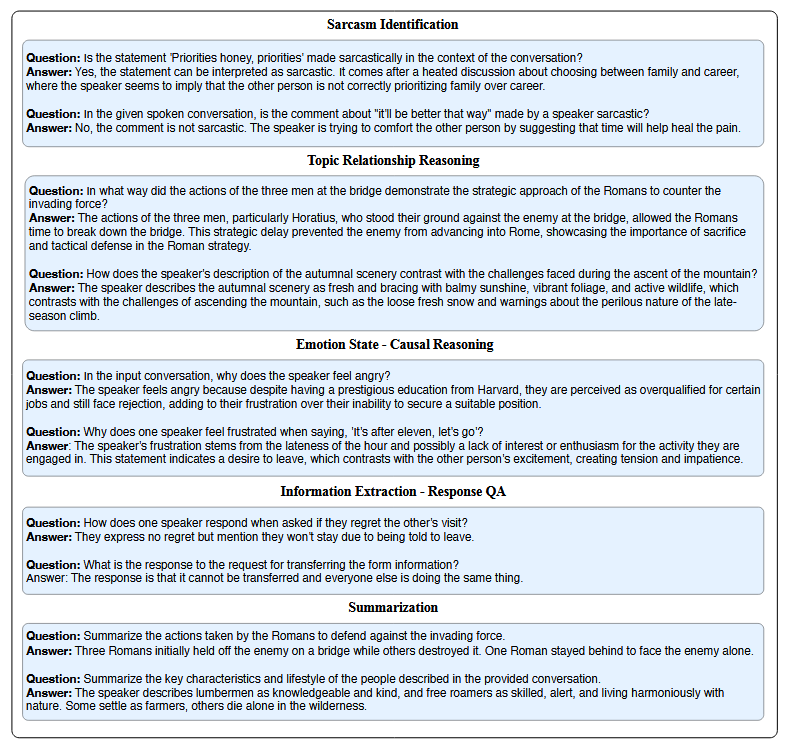 Sarcasm Identification
Question: Is the statement 'Priorities honey, priorities' made sarcastically in the context of the conversation?
Answer: Yes, the statement can be interpreted as sarcastic. It comes after a heated discussion about choosing between family and career,
where the speaker seems to imply that the other person is not correctly prioritizing family over career.
Question: In the given spoken conversation, is the comment about "it'll be better that way" made by a speaker sarcastic?
Answer: No, the comment is not sarcastic. The speaker is trying to comfort the other person by suggesting that time will help heal the pain.
Topic Relationship Reasoning
Question: In what way did the actions of the three men at the bridge demonstrate the strategic approach of the Romans to counter the
invading force?
Answer: The actions of the three men, particularly Horatius, who stood their ground against the enemy at the bridge, allowed the Romans
time to break down the bridge. This strategic delay prevented the enemy from advancing into Rome, showcasing the importance of sacrifice
and tactical defense in the Roman strategy.
Question: How does the speaker's description of the autumnal scenery contrast with the challenges faced during the ascent of the mountain?
Answer: The speaker describes the autumnal scenery as fresh and bracing with balmy sunshine, vibrant foliage, and active wildlife, which
contrasts with the challenges of ascending the mountain, such as the loose fresh snow and warnings about the perilous nature of the late-
season climb.
Emotion State - Causal Reasoning
Question: In the input conversation, why does the speaker feel angry?
Answer: The speaker feels angry because despite having a prestigious education from Harvard, they are perceived as overqualified for certain
jobs and still face rejection, adding to their frustration over their inability to secure a suitable position.
Question: Why does one speaker feel frustrated when saying, 'It's after eleven, let's go'?
Answer: The speaker's frustration stems from the lateness of the hour and possibly a lack of interest or enthusiasm for the activity they are
engaged in. This statement indicates a desire to leave, which contrasts with the other person's excitement, creating tension and impatience.
Information Extraction - Response QA
Question: How does one speaker respond when asked if they regret the other's visit?
Answer: They express no regret but mention they won't stay due to being told to leave.
Question: What is the response to the request for transferring the form information?
Answer: The response is that it cannot be transferred and everyone else is doing the same thing.
Summarization
Question: Summarize the actions taken by the Romans to defend against the invading force.
Answer: Three Romans initially held off the enemy on a bridge while others destroyed it. One Roman stayed behind to face the enemy alone.
Question: Summarize the key characteristics and lifestyle of the people described in the provided conversation.
Answer: The speaker describes lumbermen as knowledgeable and kind, and free roamers as skilled, alert, and living harmoniously with
nature. Some settle as farmers, others die alone in the wilderness.